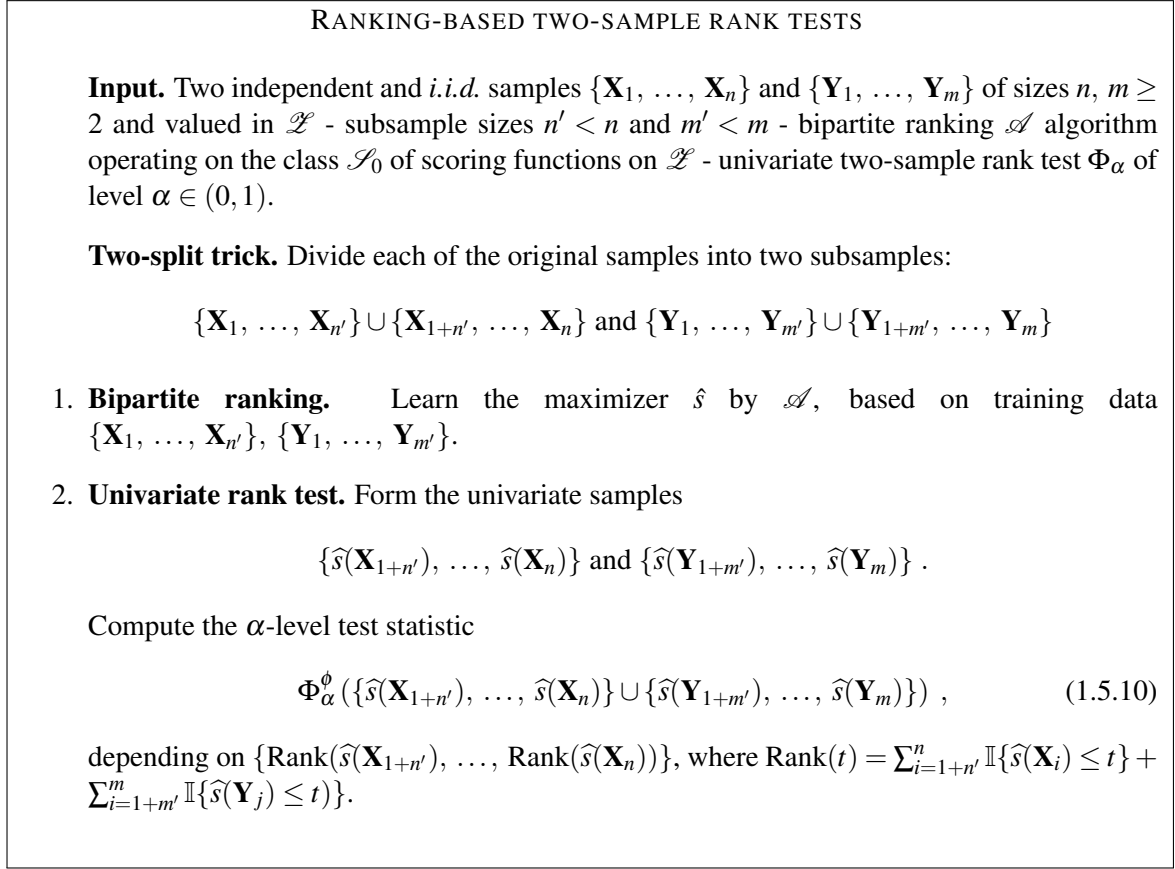 RANKING-BASED TWO-SAMPLE RANK TESTS
Input. Two independent and i.i.d. samples {X₁, …, Xₙ} and {Y₁, …, Yₘ} of sizes n, m ≥
2 and valued in 𝒵 - subsample sizes n′ < n and m′ < m - bipartite ranking 𝒜 algorithm
operating on the class 𝒮₀ of scoring functions on 𝒵 - univariate two-sample rank test Φ_α of
level α ∈ (0,1).
Two-split trick. Divide each of the original samples into two subsamples:
{X₁, …, X_{n′}} ∪ {X_{1+n′}, …, Xₙ} and {Y₁, …, Y_{m′}} ∪ {Y_{1+m′}, …, Yₘ}
1. Bipartite ranking. Learn the maximizer ŝ by 𝒜, based on training data
{X₁, …, X_{n′}}, {Y₁, …, Y_{m′}}.
2. Univariate rank test. Form the univariate samples
{ŝ(X_{1+n′}), …, ŝ(Xₙ)} and {ŝ(Y_{1+m′}), …, ŝ(Yₘ)} .
Compute the α-level test statistic
Φ_α^ϕ ({ŝ(X_{1+n′}), …, ŝ(Xₙ)} ∪ {ŝ(Y_{1+m′}), …, ŝ(Yₘ)}) , (1.5.10)
depending on {Rank(ŝ(X_{1+n′}), …, Rank(ŝ(Xₙ))}, where Rank(t) = ∑_{i=1+n′}^{n} 𝕀{ŝ(X_i) ≤ t} +
∑_{i=1+m′}^{m} 𝕀{ŝ(Y_j) ≤ t)}.